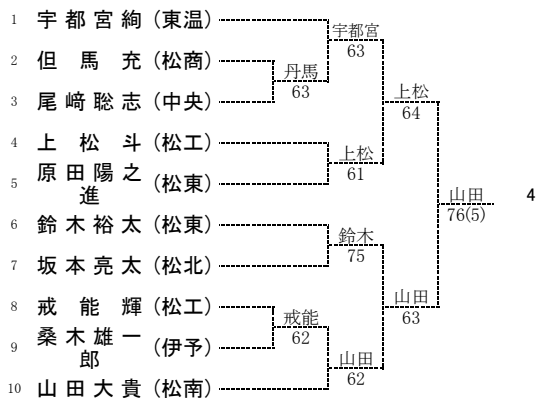 1 宇都宮絢（東温）
宇都宮
63
2 但馬充（松商）
丹馬
63
3 尾﨑聡志（中央）
上松
64
4 上松斗（松工）
上松
61
5 原田陽之
進
（松東）
山田
76(5)
4
6 鈴木裕太（松東）
鈴木
75
7 坂本亮太（松北）
山田
63
8 戒能輝（松工）
戒能
62
9 桑木雄一
郎
（伊予）
山田
62
10 山田大貴（松南）